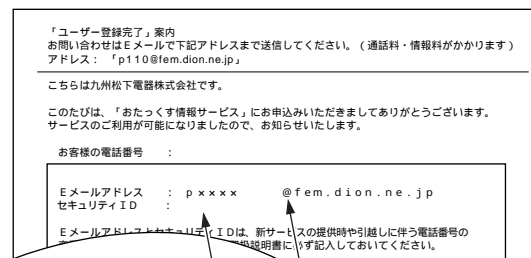 「ユーザー登録完了」案内
お問い合わせはEメールで下記アドレスまで送信してください。（通話料・情報料がかかります）
アドレス： 「p110@fem.dion.ne.jp」
こちらは九州松下電器株式会社です。
このたびは、「おたっくす情報サービス」にお申込みいただきましてありがとうございます。
サービスのご利用が可能になりましたので、お知らせいたします。
お客様の電話番号 ：
Eメールアドレス ： p×××× @fem.dion.ne.jp
セキュリティID ：
EメールアドレスとセキュリティIDは、新サービスの提供時や引越しに伴う電話番号の
説明書に必ず記入しておいてください。